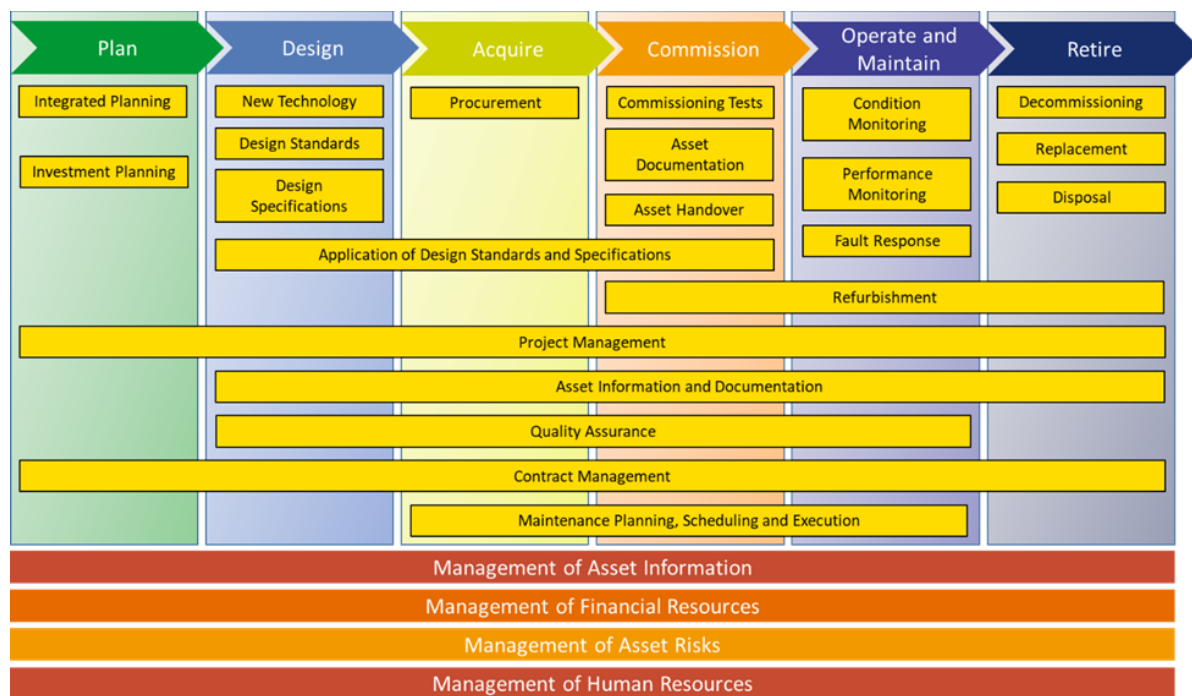 Plan
Design
Acquire
Commission
Operate and
Maintain
Retire
Integrated Planning
New Technology
Procurement
Commissioning Tests
Condition
Monitoring
Decommissioning
Investment Planning
Design Standards
Asset
Documentation
Performance
Monitoring
Replacement
Design
Specifications
Asset Handover
Fault Response
Disposal
Application of Design Standards and Specifications
Refurbishment
Project Management
Asset Information and Documentation
Quality Assurance
Contract Management
Maintenance Planning, Scheduling and Execution
Management of Asset Information
Management of Financial Resources
Management of Asset Risks
Management of Human Resources